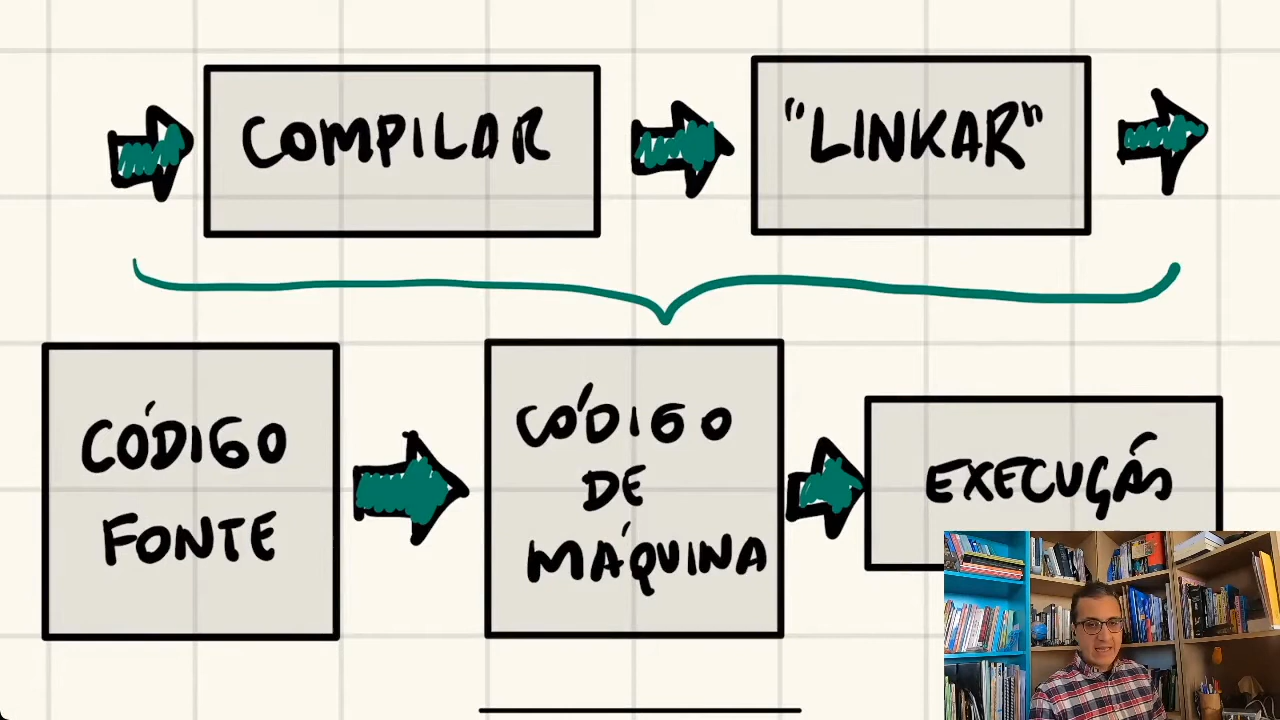 COMPILAR
"LINKAR"
CÓDIGO
FONTE
CÓDIGO
DE
MÁQUINA
EXECUÇÃO